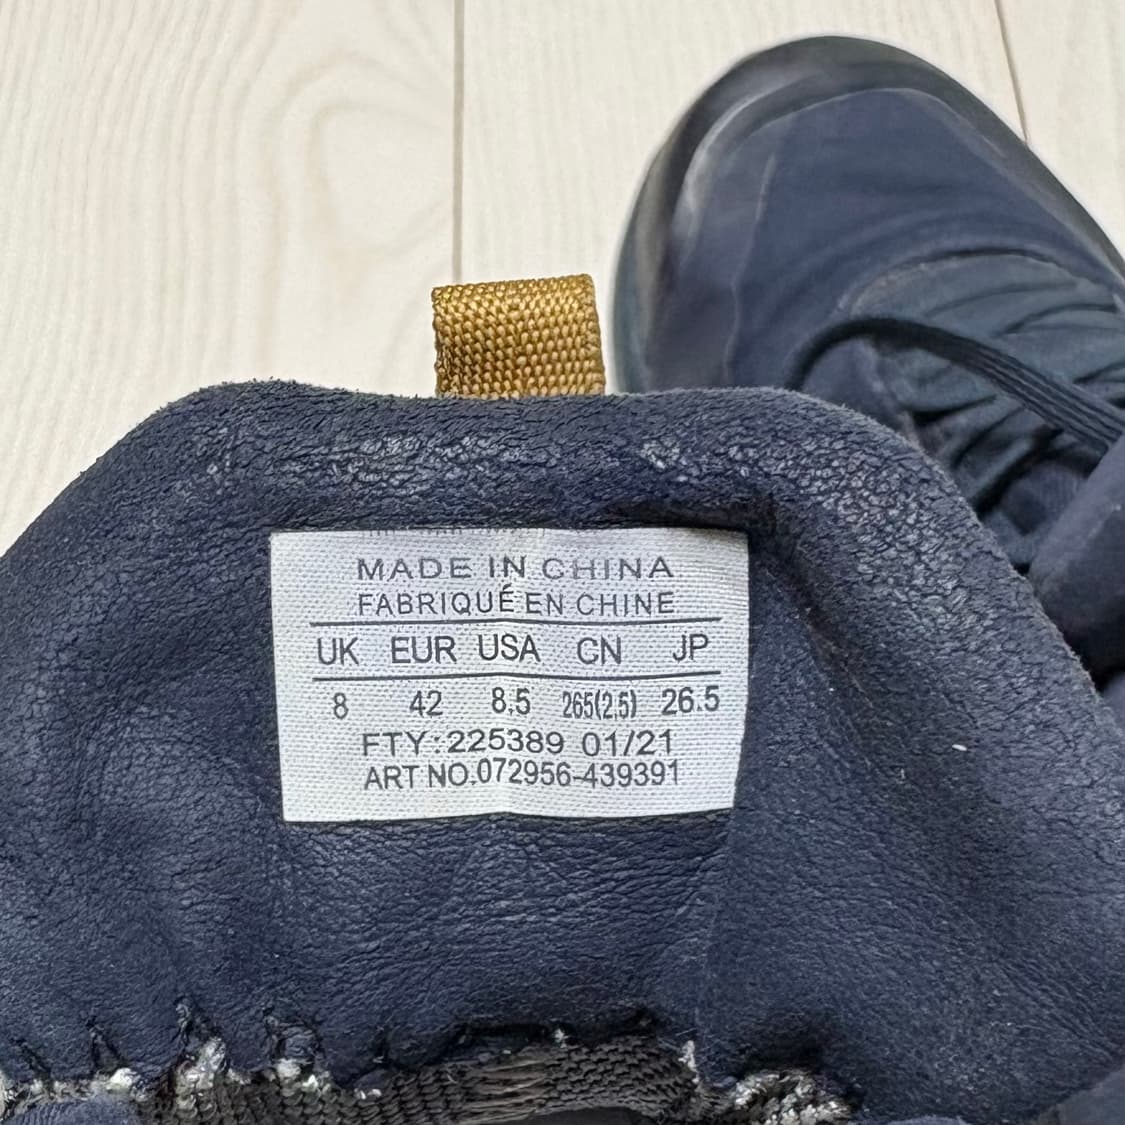 MADE IN CHINA
FABRIQUÉ EN CHINE
UK EUR USA CN JP
8 42 8.5 265(2.5) 26.5
FTY:225389 01/21
ART NO.072956-439391